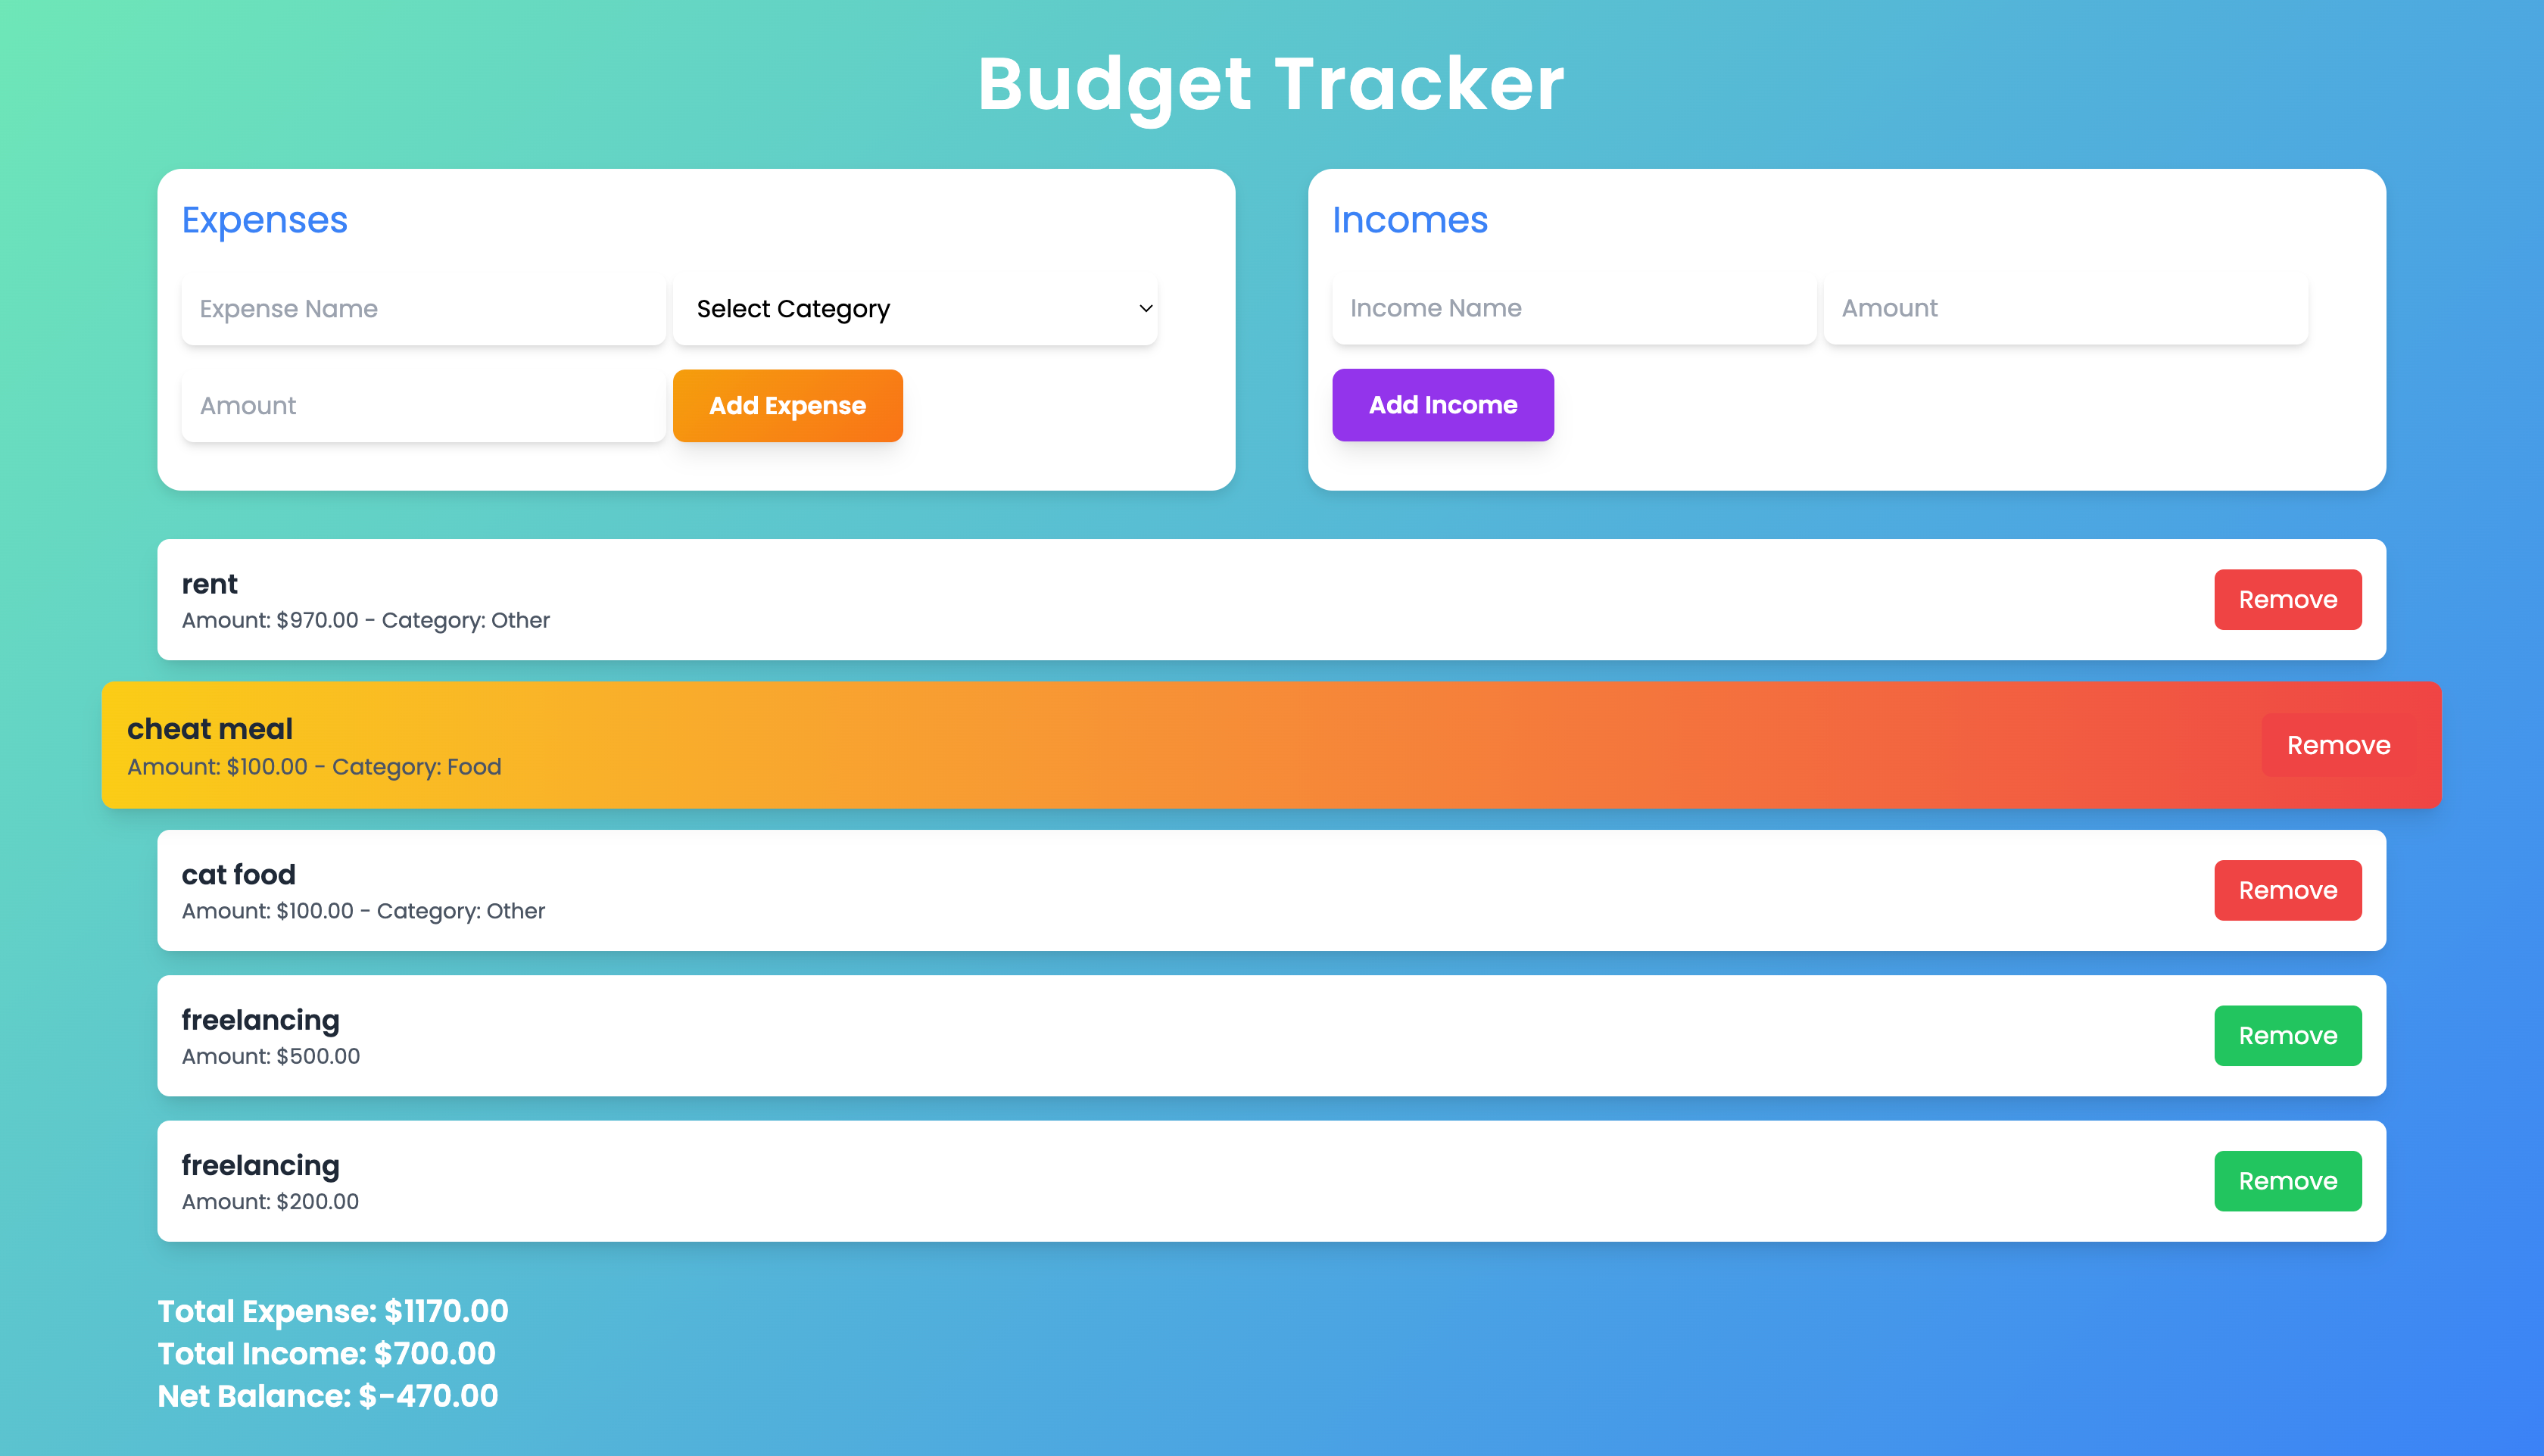 Budget Tracker
Expenses
Expense Name
Select Category
Amount
Add Expense
Incomes
Income Name
Amount
Add Income
rent
Amount: $970.00 - Category: Other
Remove
cheat meal
Amount: $100.00 - Category: Food
Remove
cat food
Amount: $100.00 - Category: Other
Remove
freelancing
Amount: $500.00
Remove
freelancing
Amount: $200.00
Remove
Total Expense: $1170.00
Total Income: $700.00
Net Balance: $-470.00